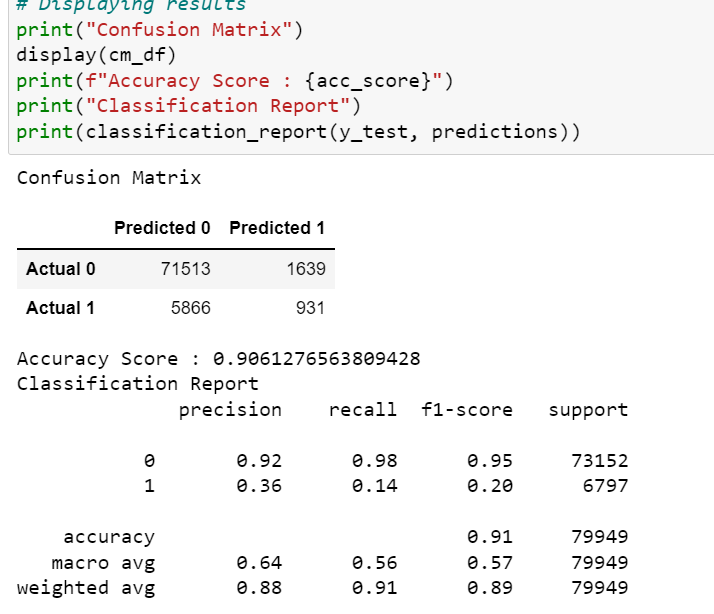 # Displaying results
print("Confusion Matrix")
display(cm_df)
print(f"Accuracy Score : {acc_score}")
print("Classification Report")
print(classification_report(y_test, predictions))
Confusion Matrix
Predicted 0 Predicted 1
Actual 0 71513 1639
Actual 1 5866 931
Accuracy Score : 0.9061276563809428
Classification Report
precision recall f1-score support
0 0.92 0.98 0.95 73152
1 0.36 0.14 0.20 6797
accuracy 0.91 79949
macro avg 0.64 0.56 0.57 79949
weighted avg 0.88 0.91 0.89 79949